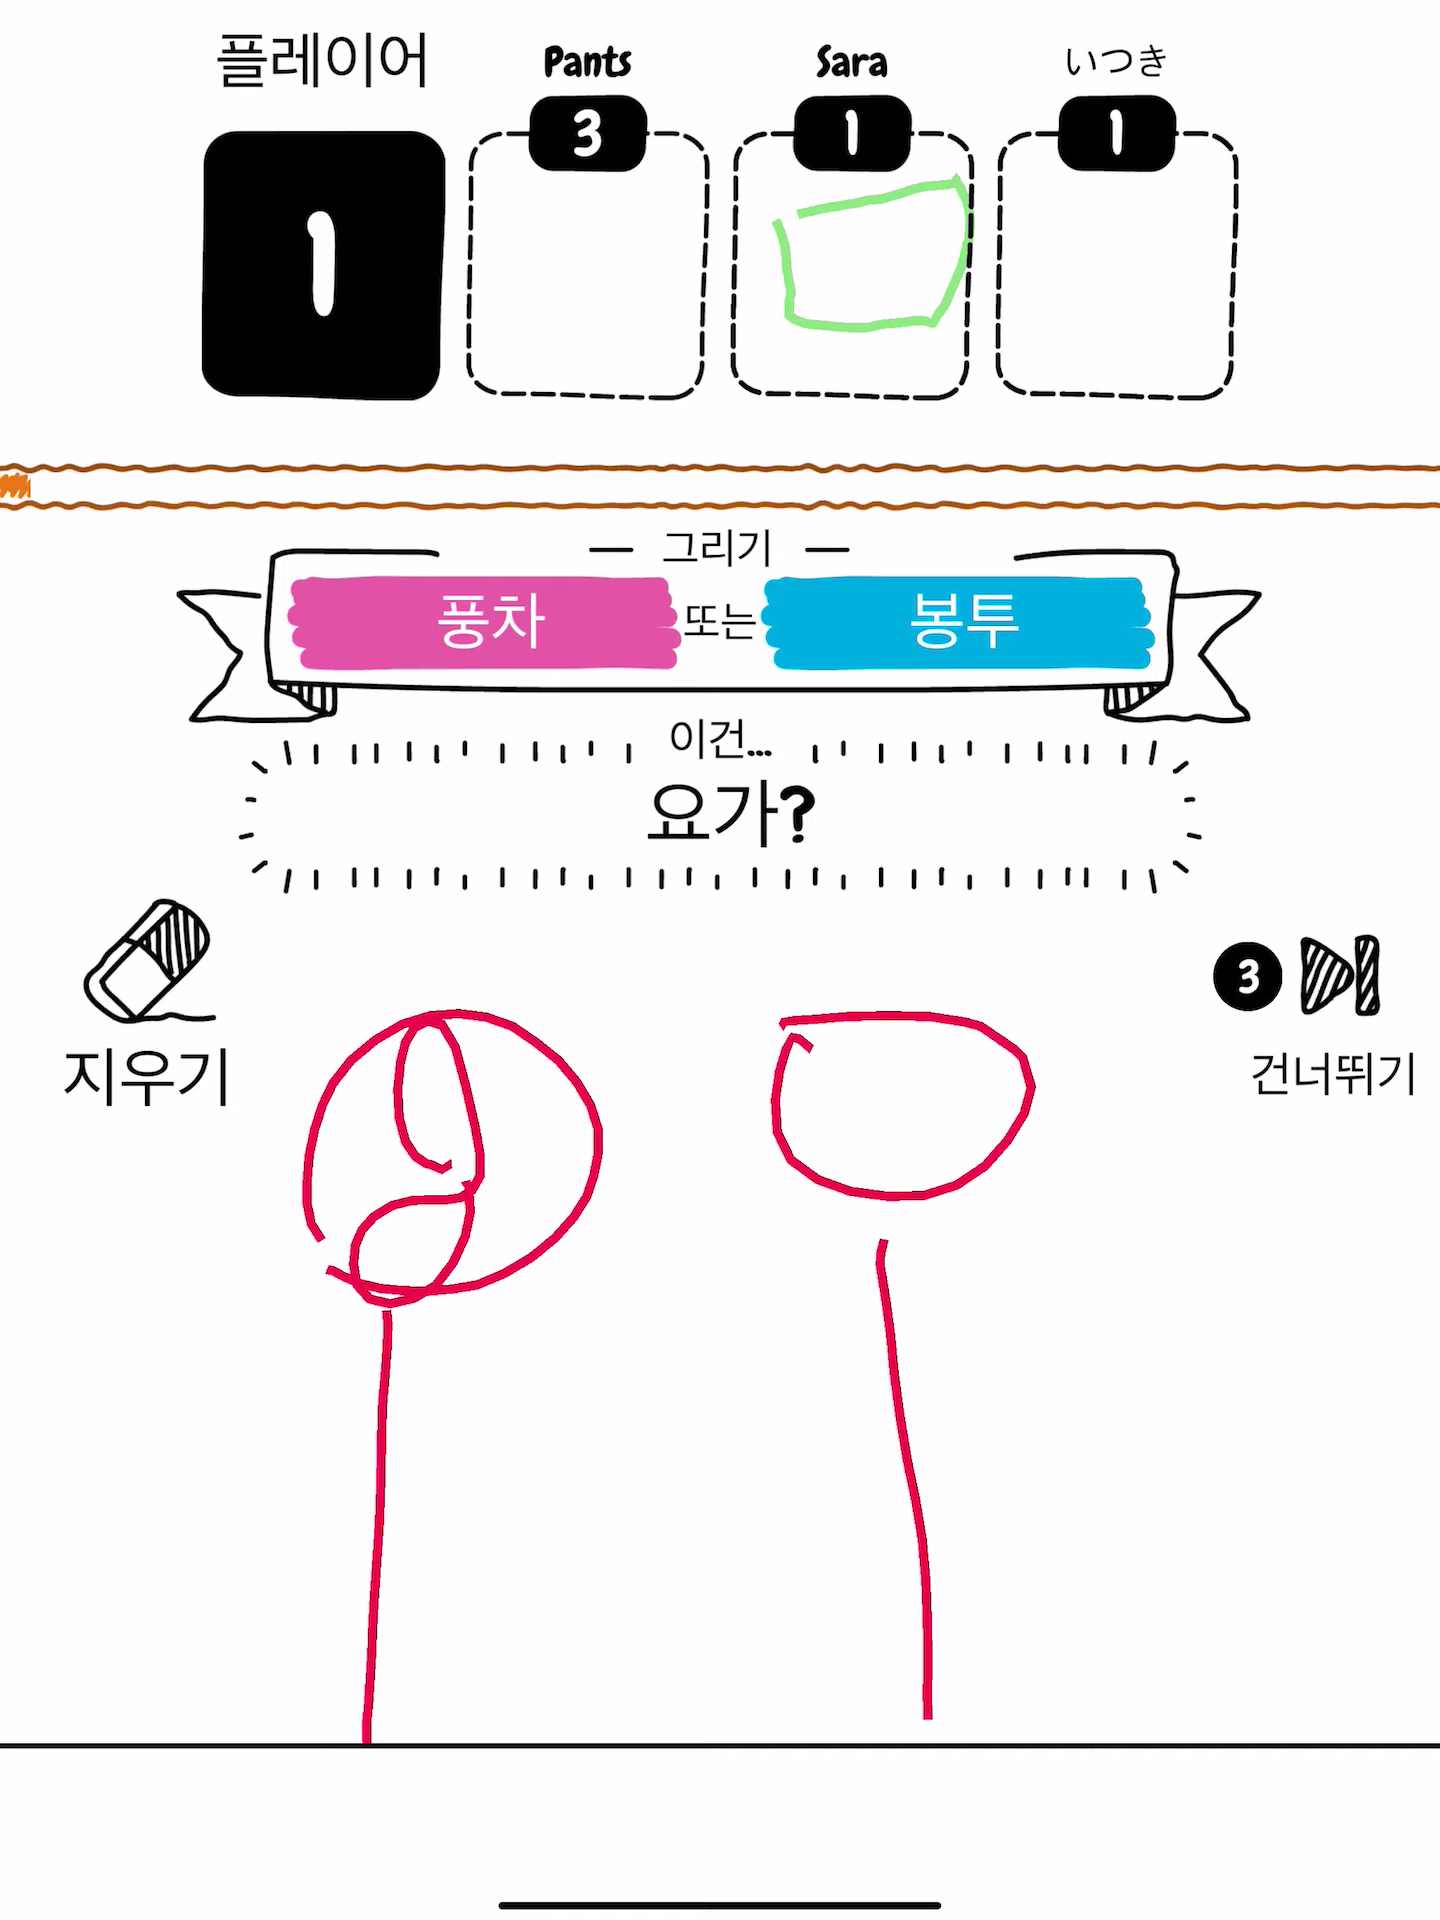 플레이어 Pants Sara いつき
1 3 1 1
그리기
풍차 또는 봉투
이건...
요가?
3
지우기 건너뛰기